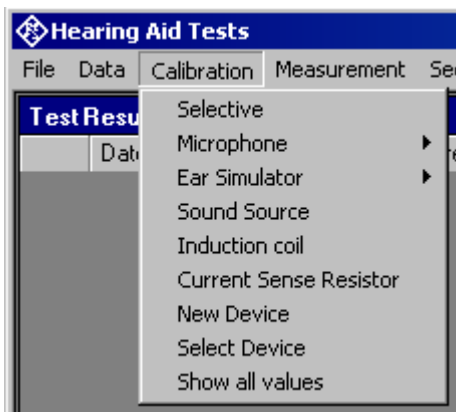 Hearing Aid Tests
File Data Calibration Measurement
Test Resu
Selective
Microphone
Ear Simulator
Sound Source
Induction coil
Current Sense Resistor
New Device
Select Device
Show all values